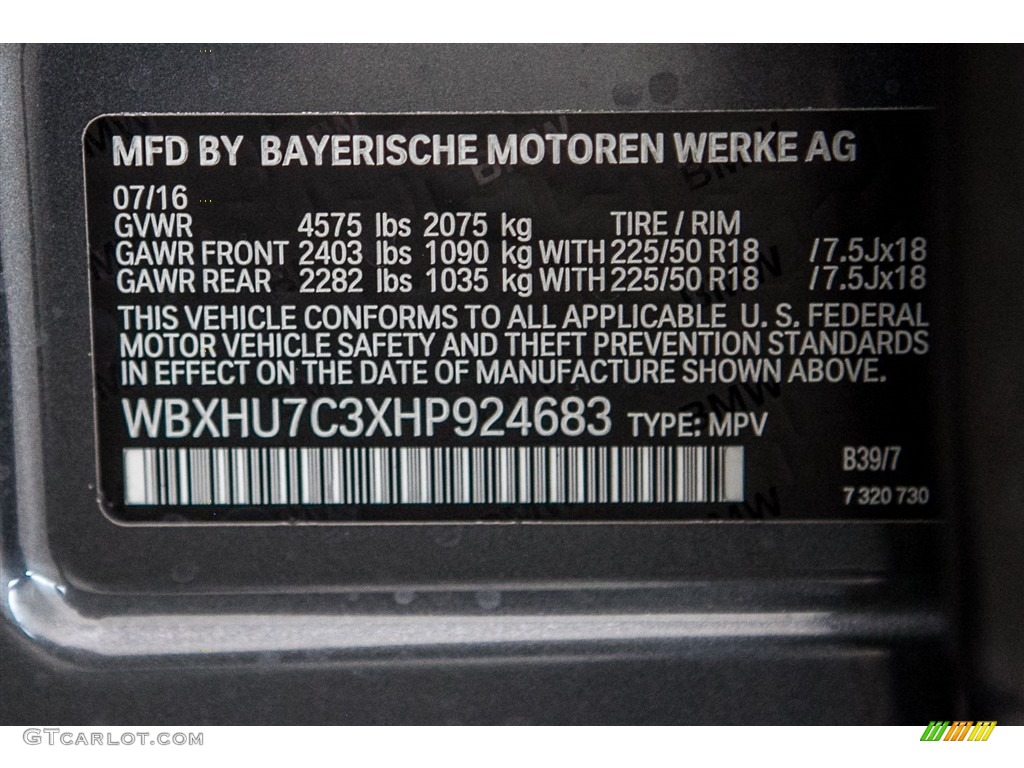 MFD BY BAYERISCHE MOTOREN WERKE AG
07/16
GVWR 4575 lbs 2075 kg TIRE / RIM
GAWR FRONT 2403 lbs 1090 kg WITH 225/50 R18 /7.5Jx18
GAWR REAR 2282 lbs 1035 kg WITH 225/50 R18 /7.5Jx18
THIS VEHICLE CONFORMS TO ALL APPLICABLE U. S. FEDERAL
MOTOR VEHICLE SAFETY AND THEFT PREVENTION STANDARDS
IN EFFECT ON THE DATE OF MANUFACTURE SHOWN ABOVE.
WBXHU7C3XHP924683 TYPE: MPV
B39/7
7 320 730
GTCARLOT.COM